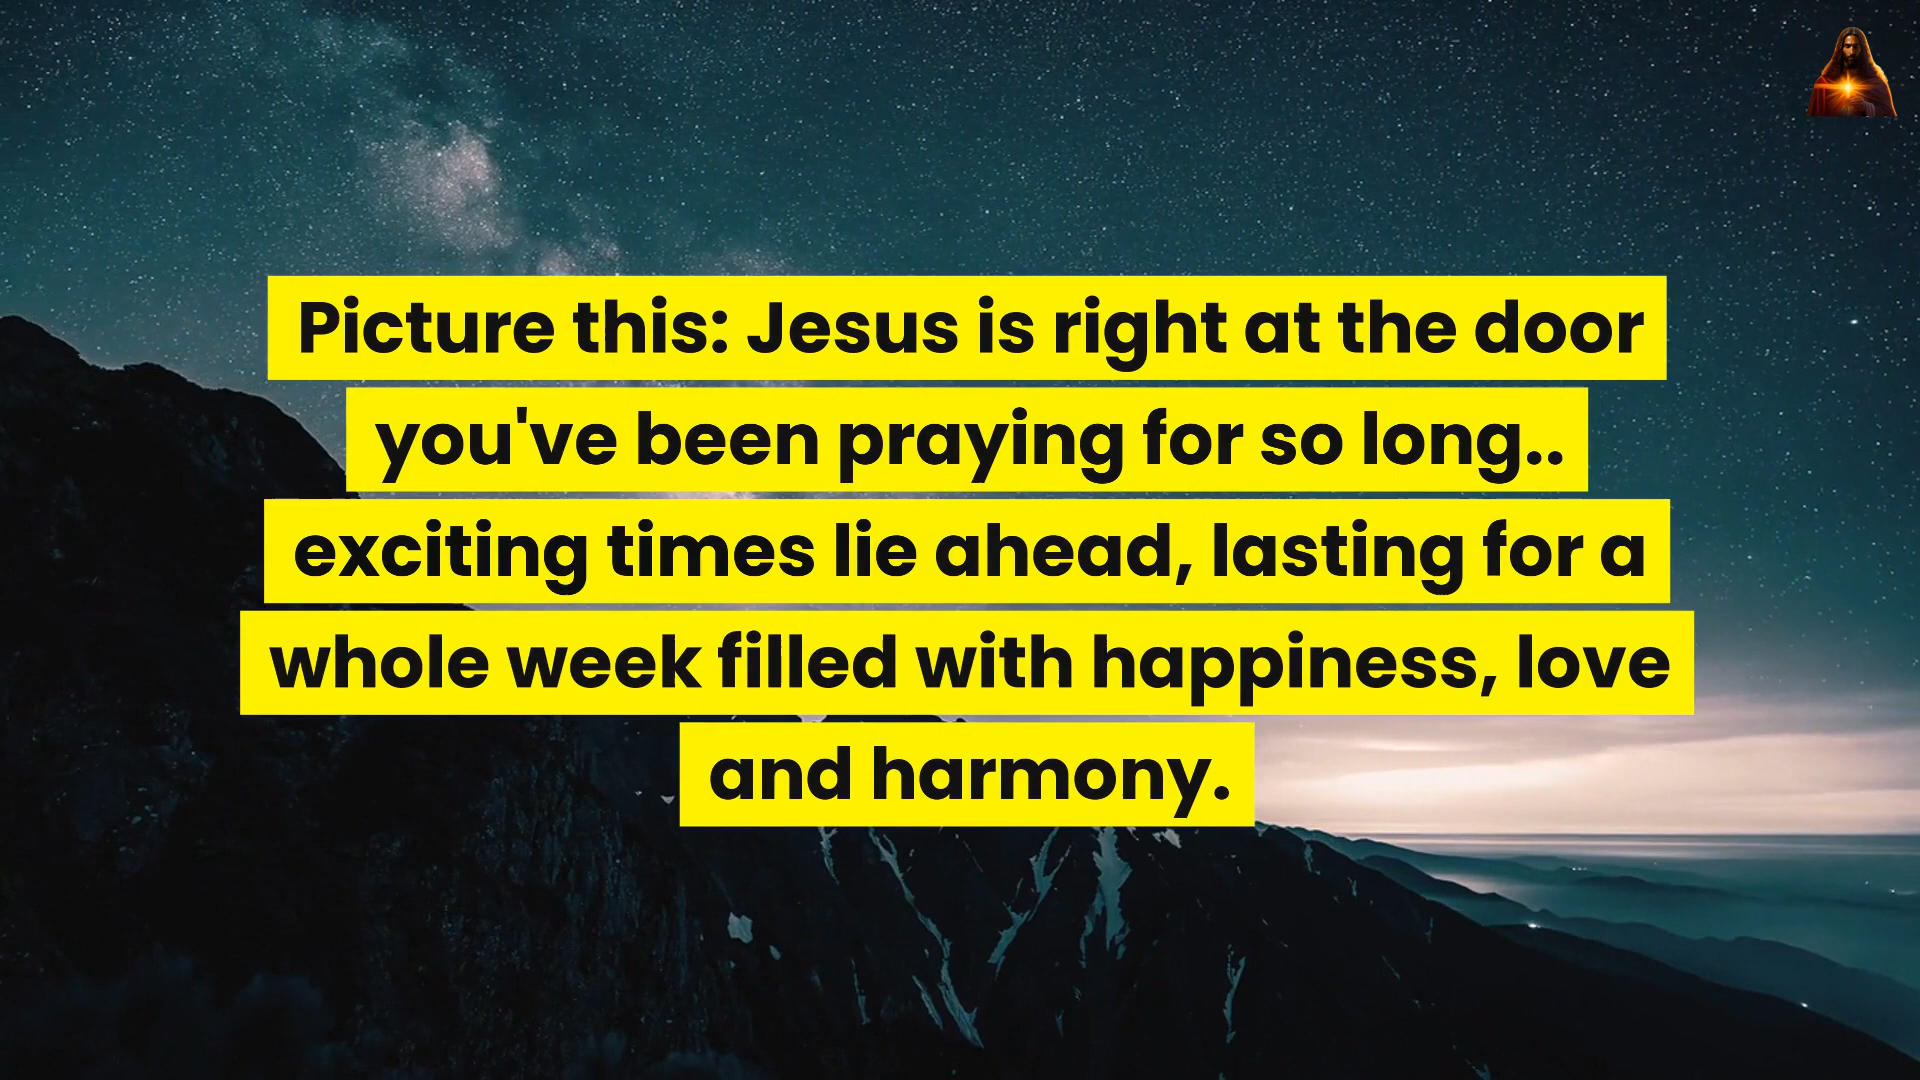 Picture this: Jesus is right at the door
you've been praying for so long..
exciting times lie ahead, lasting for a
whole week filled with happiness, love
and harmony.